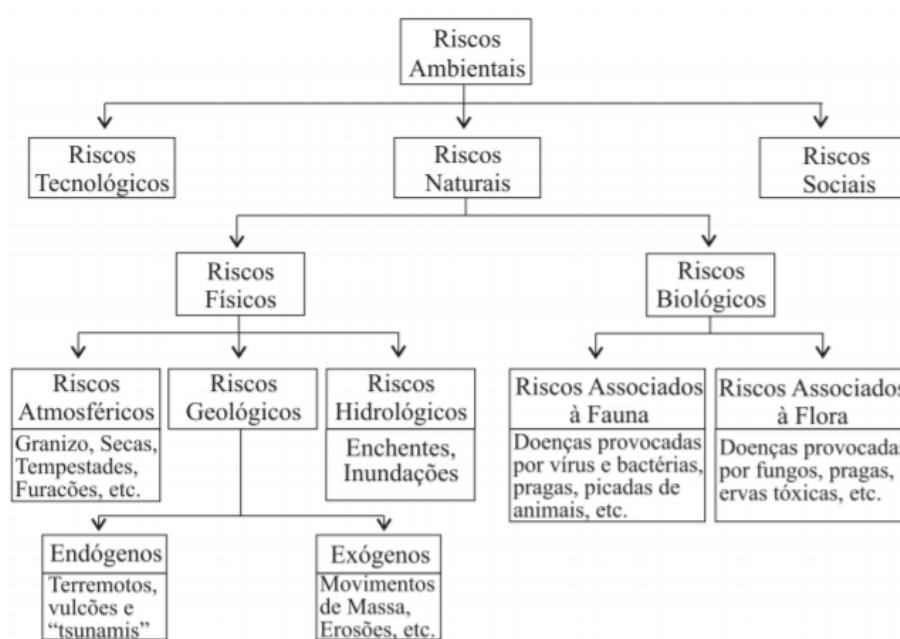 Riscos
Ambientais
Riscos
Tecnológicos
Riscos
Naturais
Riscos
Sociais
Riscos
Físicos
Riscos
Biológicos
Riscos
Atmosféricos
Granizo, Secas,
Tempestades,
Furacões, etc.
Riscos
Geológicos
Riscos
Hidrológicos
Enchentes,
Inundações
Riscos Associados
à Fauna
Doenças provocadas
por vírus e bactérias,
pragas, picadas de
animais, etc.
Riscos Associados
à Flora
Doenças provocadas
por fungos, pragas,
ervas tóxicas, etc.
Endógenos
Terremotos,
vulcões e
“tsunamis”
Exógenos
Movimentos
de Massa,
Erosões, etc.